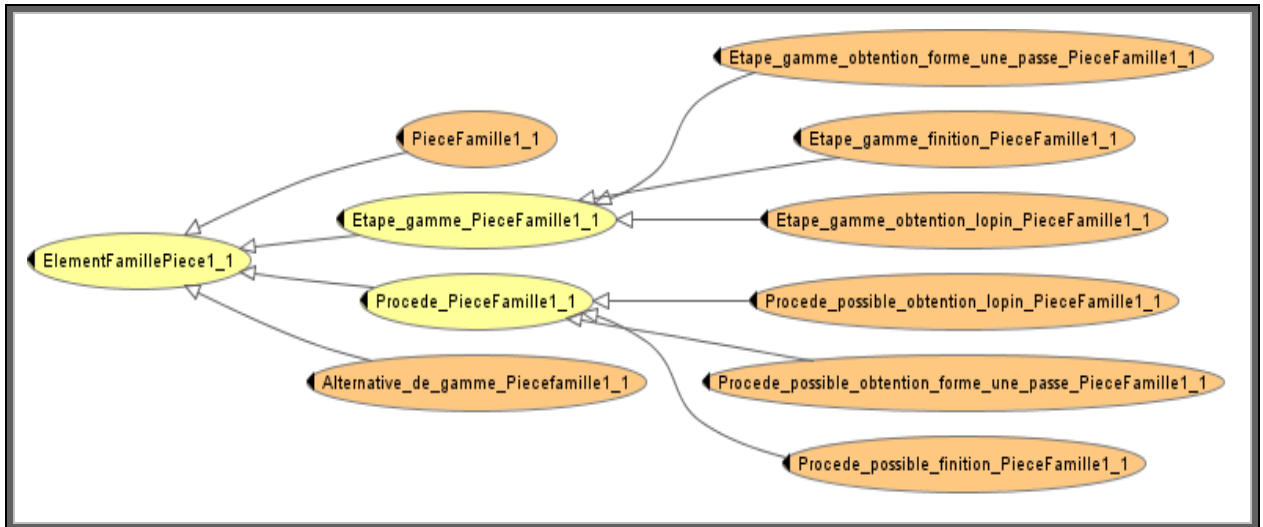 Etape_gamme_obtention_forme_une_passe_PieceFamille1_1
PieceFamille1_1
Etape_gamme_finition_PieceFamille1_1
Etape_gamme_PieceFamille1_1
Etape_gamme_obtention_lopin_PieceFamille1_1
ElementFamillePiece1_1
Procede_PieceFamille1_1
Procede_possible_obtention_lopin_PieceFamille1_1
Alternative_de_gamme_Piecefamille1_1
Procede_possible_obtention_forme_une_passe_PieceFamille1_1
Procede_possible_finition_PieceFamille1_1